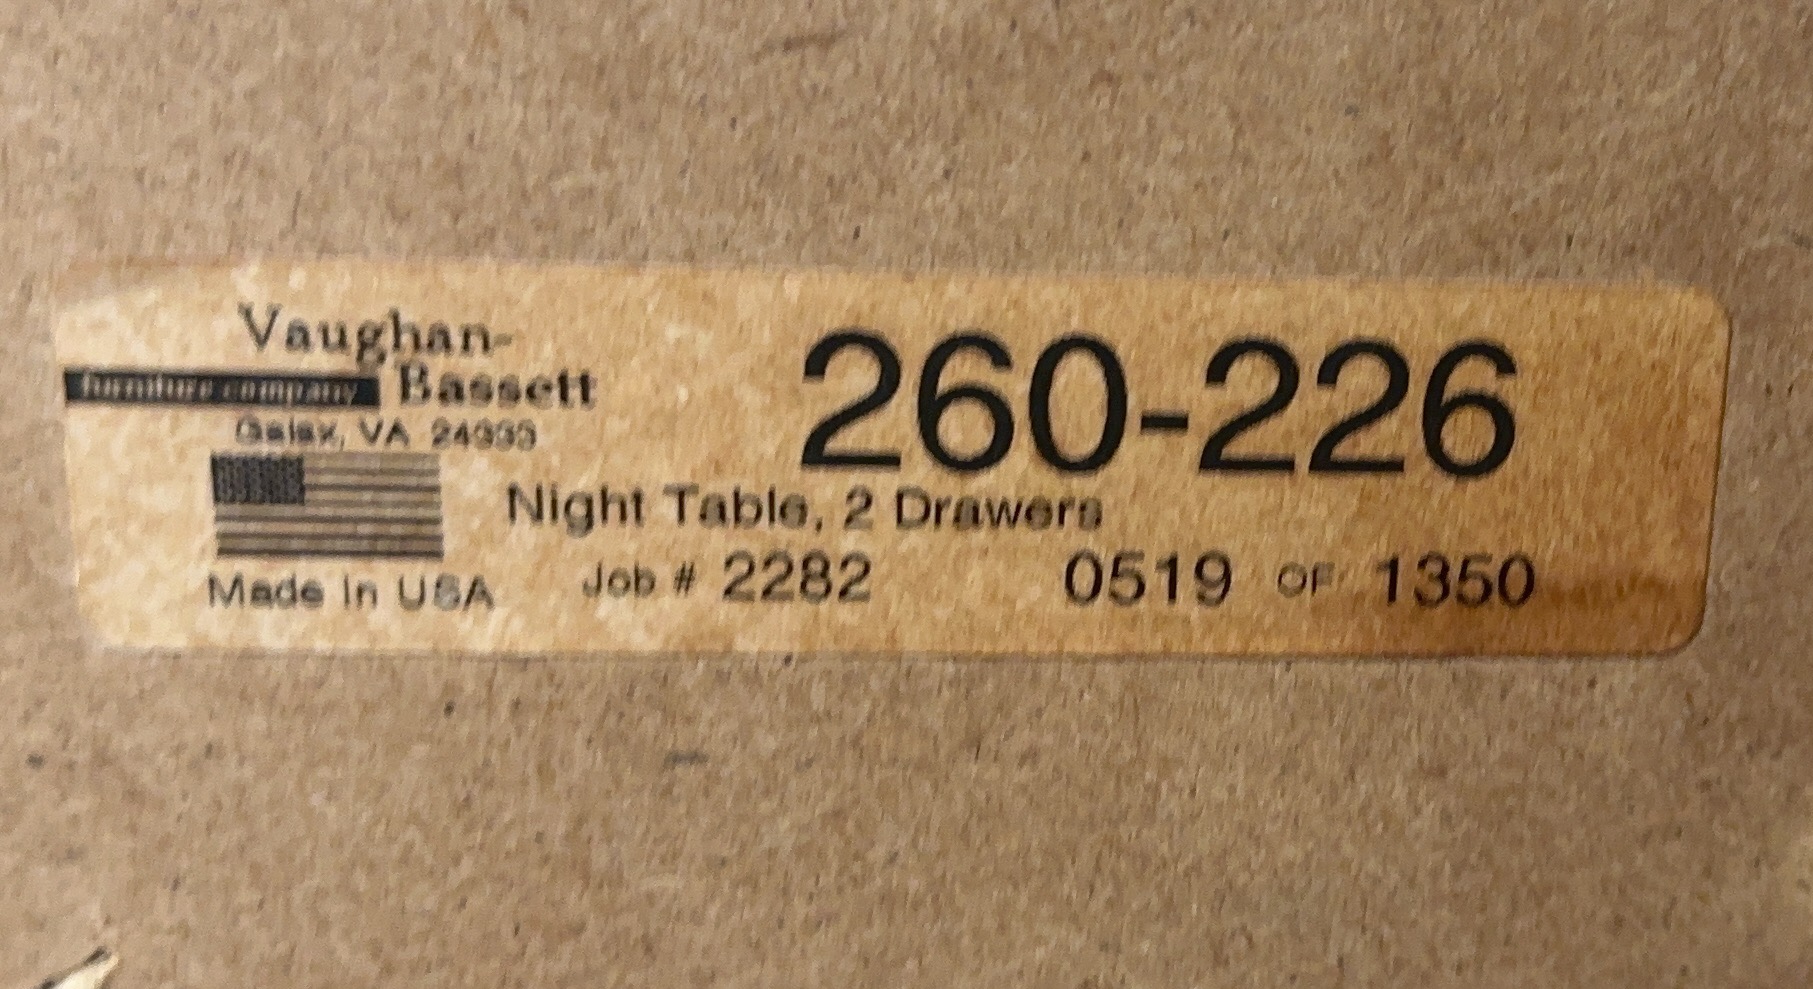 Vaughan-
furniture company Bassett
Galax, VA 24333
260-226
Night Table, 2 Drawers
Made in USA
Job # 2282 0519 OF 1350